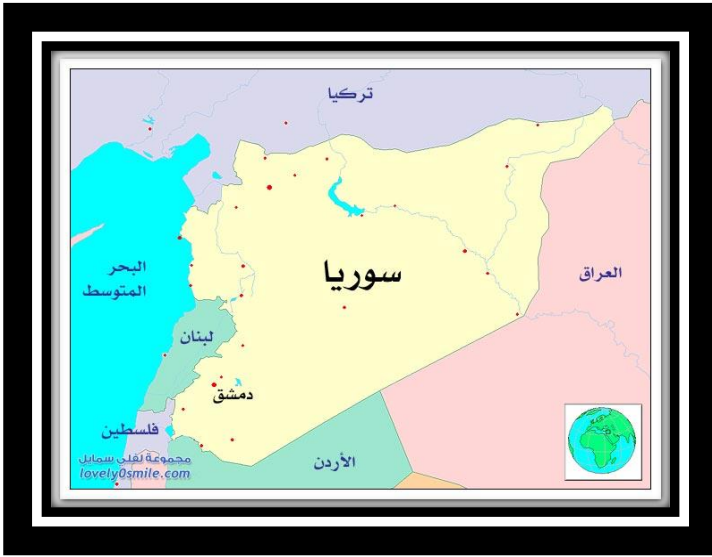 تركيا
البحر
المتوسط
سوريا
العراق
لبنان
دمشق
فلسطين
الأردن
مجموعة لفلي سمايل
lovely0smile.com